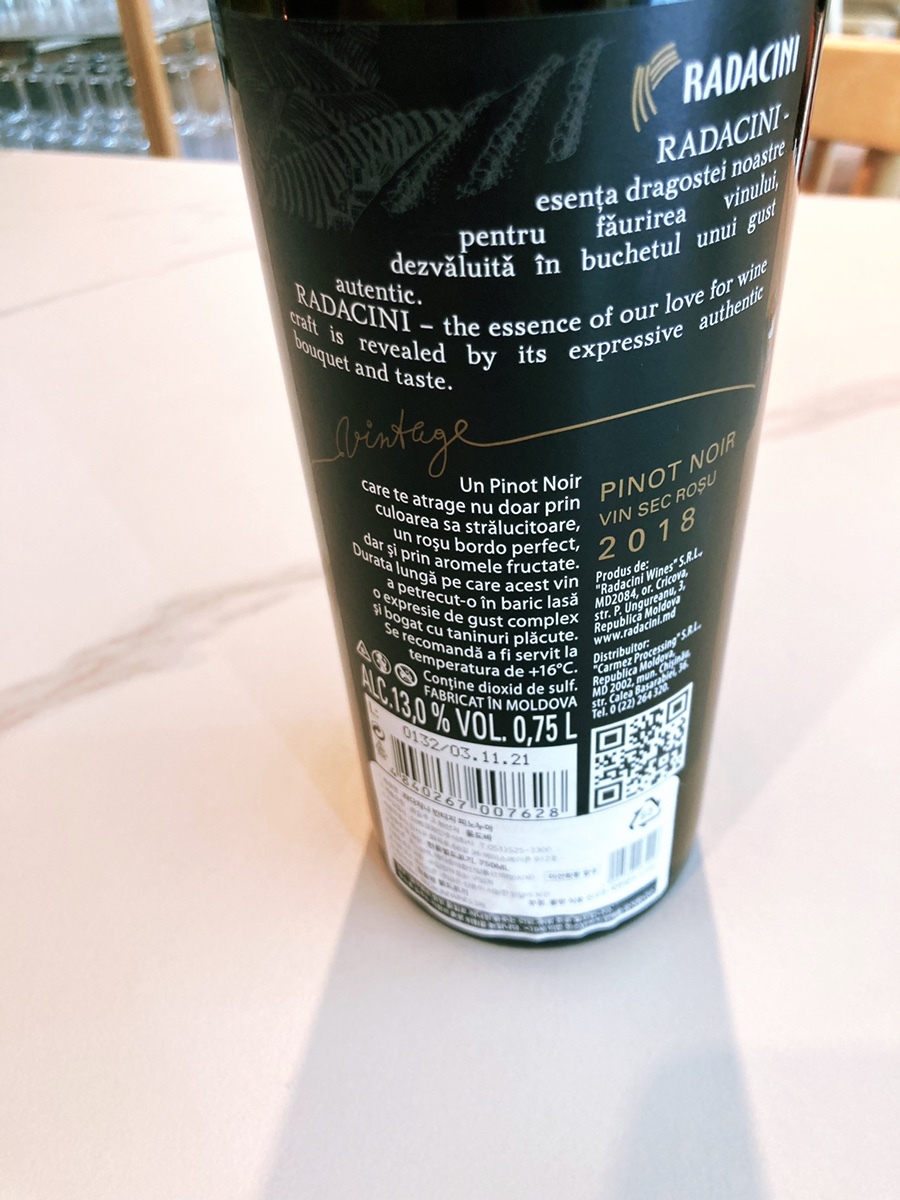 RADACINI
RADACINI -
esența dragostei noastre
pentru făurirea vinului,
dezvăluită în buchetul unui gust
autentic.
RADACINI – the essence of our love for wine
craft is revealed by its expressive authentic
bouquet and taste.
vintage
Un Pinot Noir
care te atrage nu doar prin
culoarea sa strălucitoare,
un roşu bordo perfect,
dar şi prin aromele fructate.
Durata lungă pe care acest vin
a petrecut-o în baric lasă
o expresie de gust complex
şi bogat cu taninuri plăcute.
Se recomandă a fi servit la
temperatura de +16°C.
Conține dioxid de sulf.
FABRICAT ÎN MOLDOVA
ALC.13,0 % VOL. 0,75 L
PINOT NOIR
VIN SEC ROȘU
2018
Produs de:
"Radacini Wines" S.R.L.,
MD2084, or. Cricova,
str. P. Ungureanu, 3,
Republica Moldova
www.radacini.md
Distribuitor:
"Carmez Processing" S.R.L.,
Republica Moldova,
MD 2002, mun. Chişinău,
str. Calea Basarabiei, 36.
Tel. 0 (22) 264 320.
L:
0132/03.11.21
4840267 007628
750ML